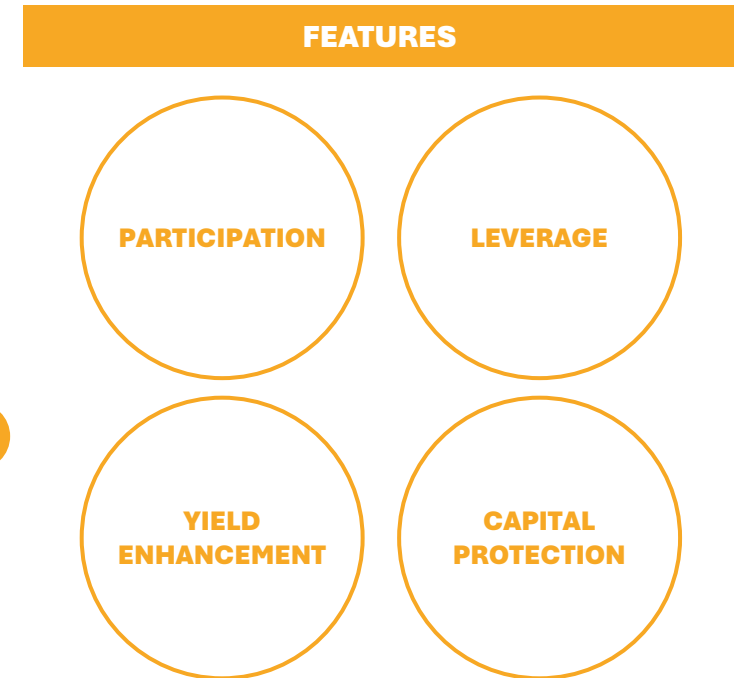 FEATURES
PARTICIPATION
LEVERAGE
YIELD
ENHANCEMENT
CAPITAL
PROTECTION